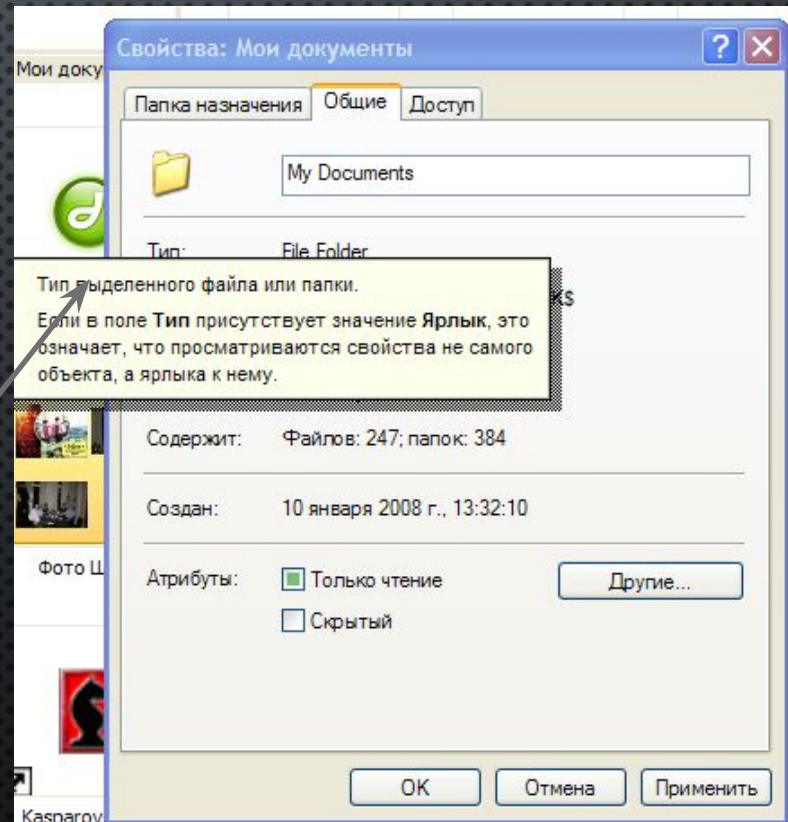 Свойства: Мои документы
Мои доку
Папка назначения Общие Доступ
My Documents
Тип: File Folder
Тип выделенного файла или папки.
Если в поле Тип присутствует значение Ярлык, это
означает, что просматриваются свойства не самого
объекта, а ярлыка к нему.
Содержит: Файлов: 247; папок: 384
Создан: 10 января 2008 г., 13:32:10
Фото Ш
Атрибуты: Только чтение Другие...
Скрытый
OK Отмена Применить
Kasparov